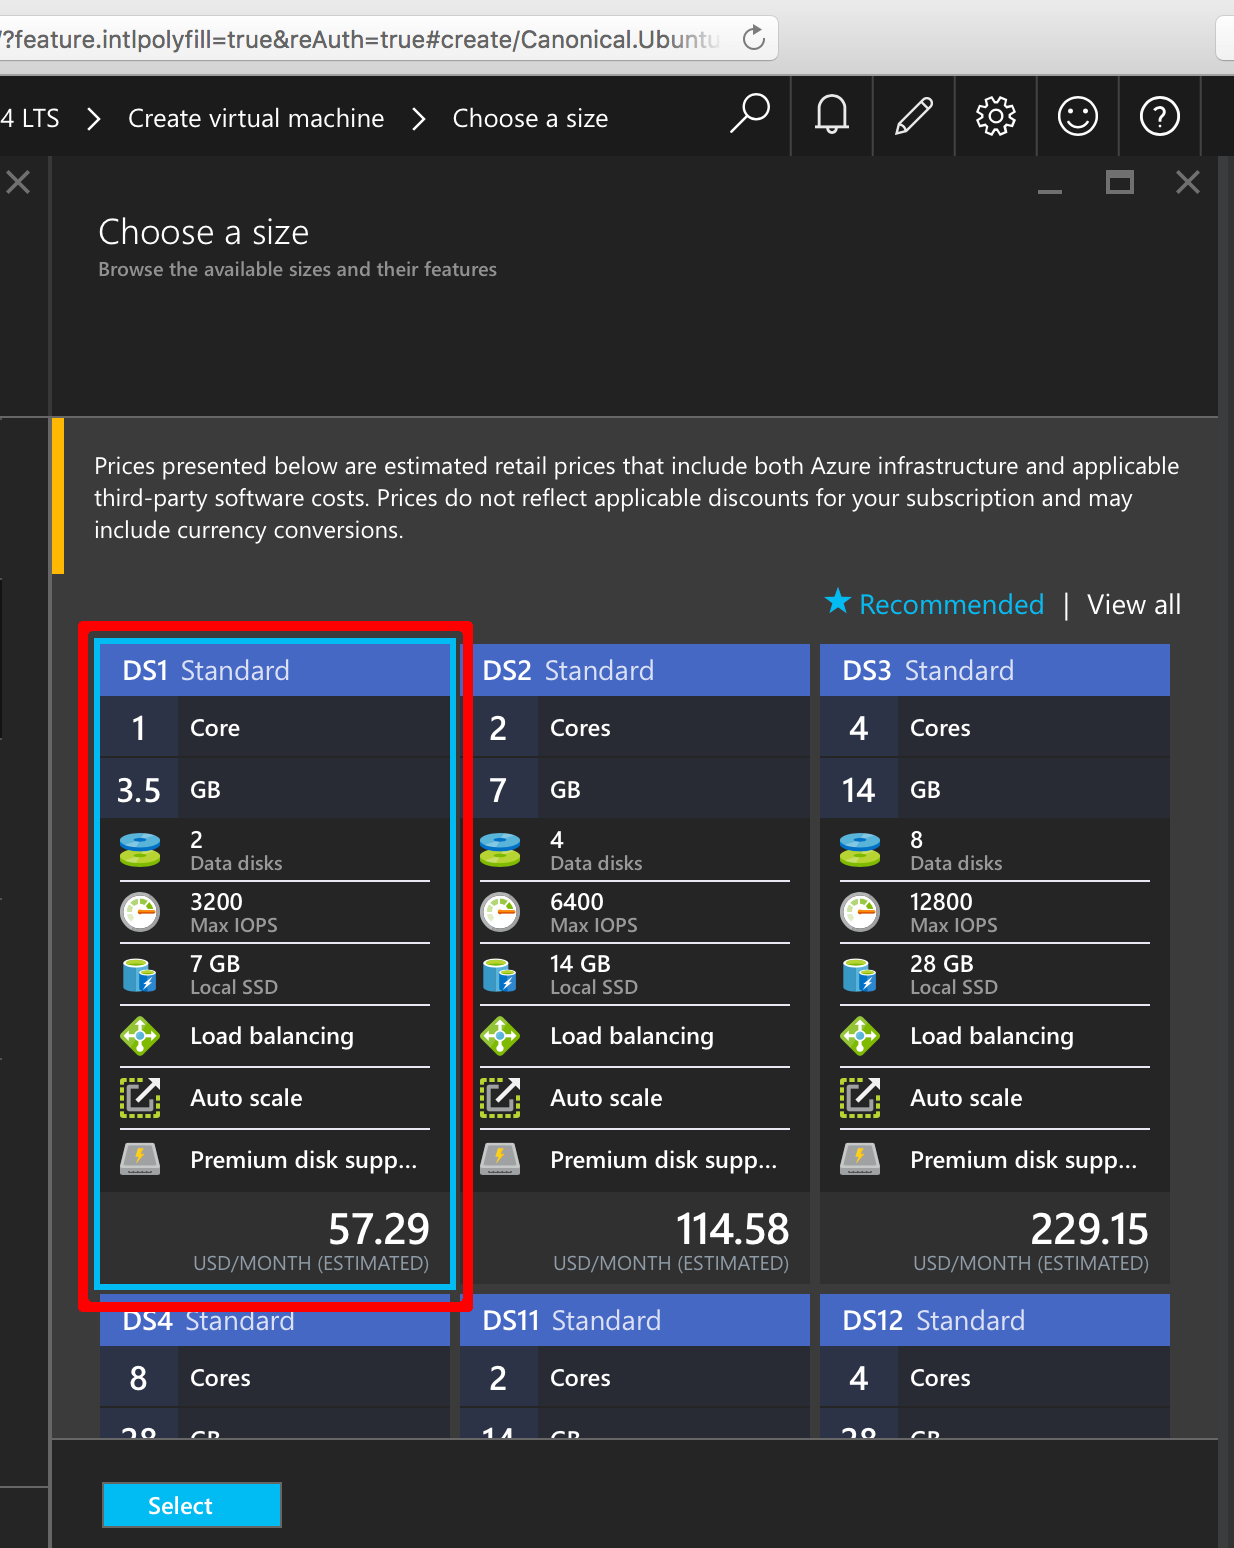 /?feature.intlpolyfill=true&reAuth=true#create/Canonical.Ubuntu
4 LTS > Create virtual machine > Choose a size
Choose a size
Browse the available sizes and their features
Prices presented below are estimated retail prices that include both Azure infrastructure and applicable
third-party software costs. Prices do not reflect applicable discounts for your subscription and may
include currency conversions.
★ Recommended | View all
DS1 Standard
1 Core
3.5 GB
2
Data disks
3200
Max IOPS
7 GB
Local SSD
Load balancing
Auto scale
Premium disk supp...
57.29
USD/MONTH (ESTIMATED)
DS2 Standard
2 Cores
7 GB
4
Data disks
6400
Max IOPS
14 GB
Local SSD
Load balancing
Auto scale
Premium disk supp...
114.58
USD/MONTH (ESTIMATED)
DS3 Standard
4 Cores
14 GB
8
Data disks
12800
Max IOPS
28 GB
Local SSD
Load balancing
Auto scale
Premium disk supp...
229.15
USD/MONTH (ESTIMATED)
DS4 Standard
8 Cores
28 GB
DS11 Standard
2 Cores
14 GB
DS12 Standard
4 Cores
28 GB
Select